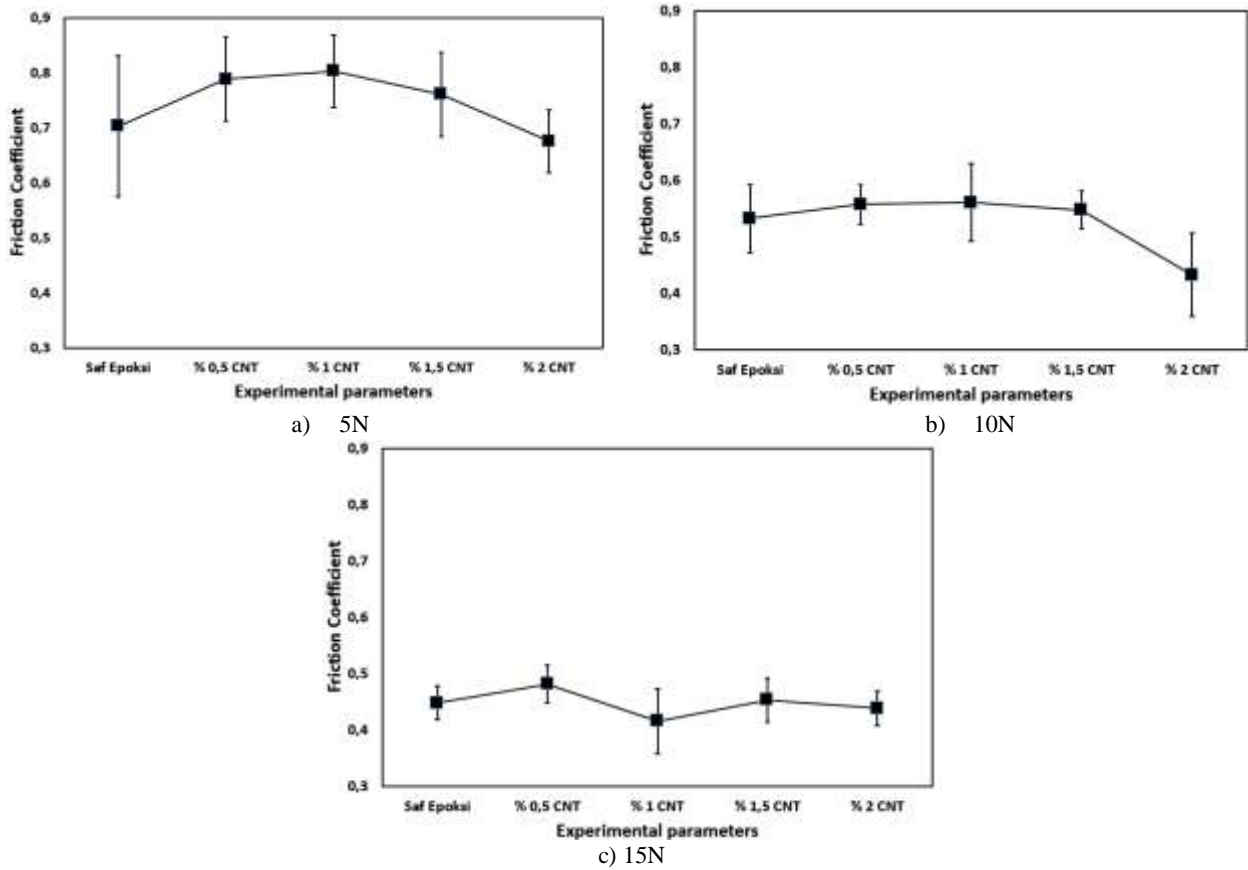 0,9
0,8
0,7
0,6
0,5
0,4
0,3
Friction Coefficient
Saf Epoksi % 0,5 CNT % 1 CNT % 1,5 CNT % 2 CNT
Experimental parameters
a) 5N
0,9
0,8
0,7
0,6
0,5
0,4
0,3
Friction Coefficient
Saf Epoksi % 0,5 CNT % 1 CNT % 1,5 CNT % 2 CNT
Experimental parameters
b) 10N
0,9
0,8
0,7
0,6
0,5
0,4
0,3
Friction Coefficient
Saf Epoksi % 0,5 CNT % 1 CNT % 1,5 CNT % 2 CNT
Experimental parameters
c) 15N